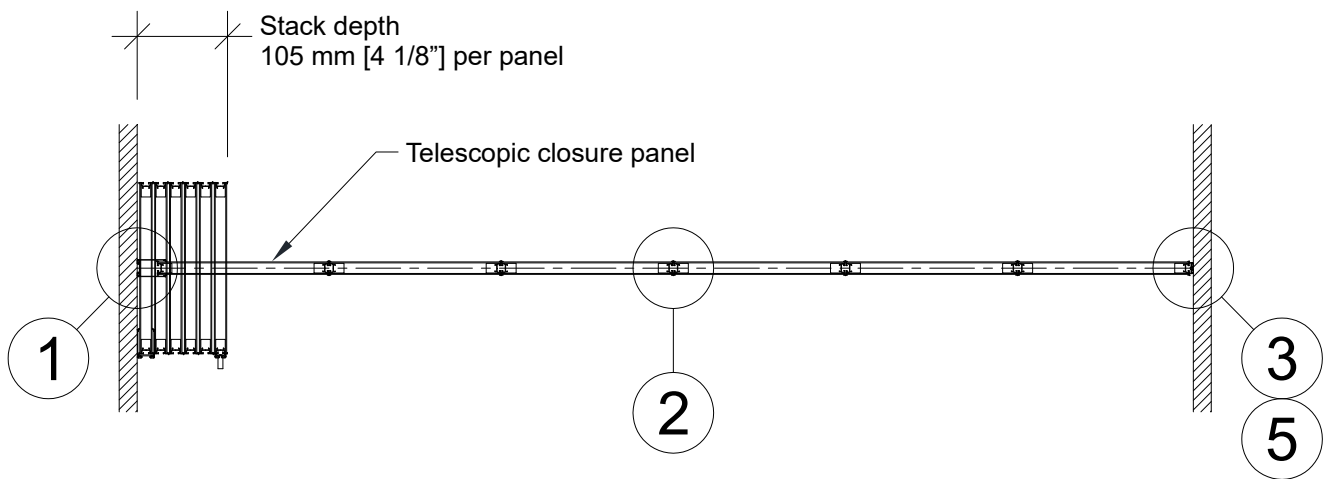 Stack depth
105 mm [4 1/8”] per panel
Telescopic closure panel
1
2
3
5